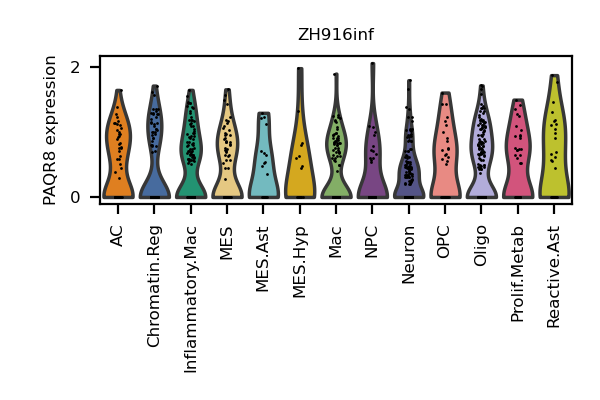 ZH916inf
PAQR8 expression
2
0
AC
Chromatin.Reg
Inflammatory.Mac
MES
MES.Ast
MES.Hyp
Mac
NPC
Neuron
OPC
Oligo
Prolif.Metab
Reactive.Ast